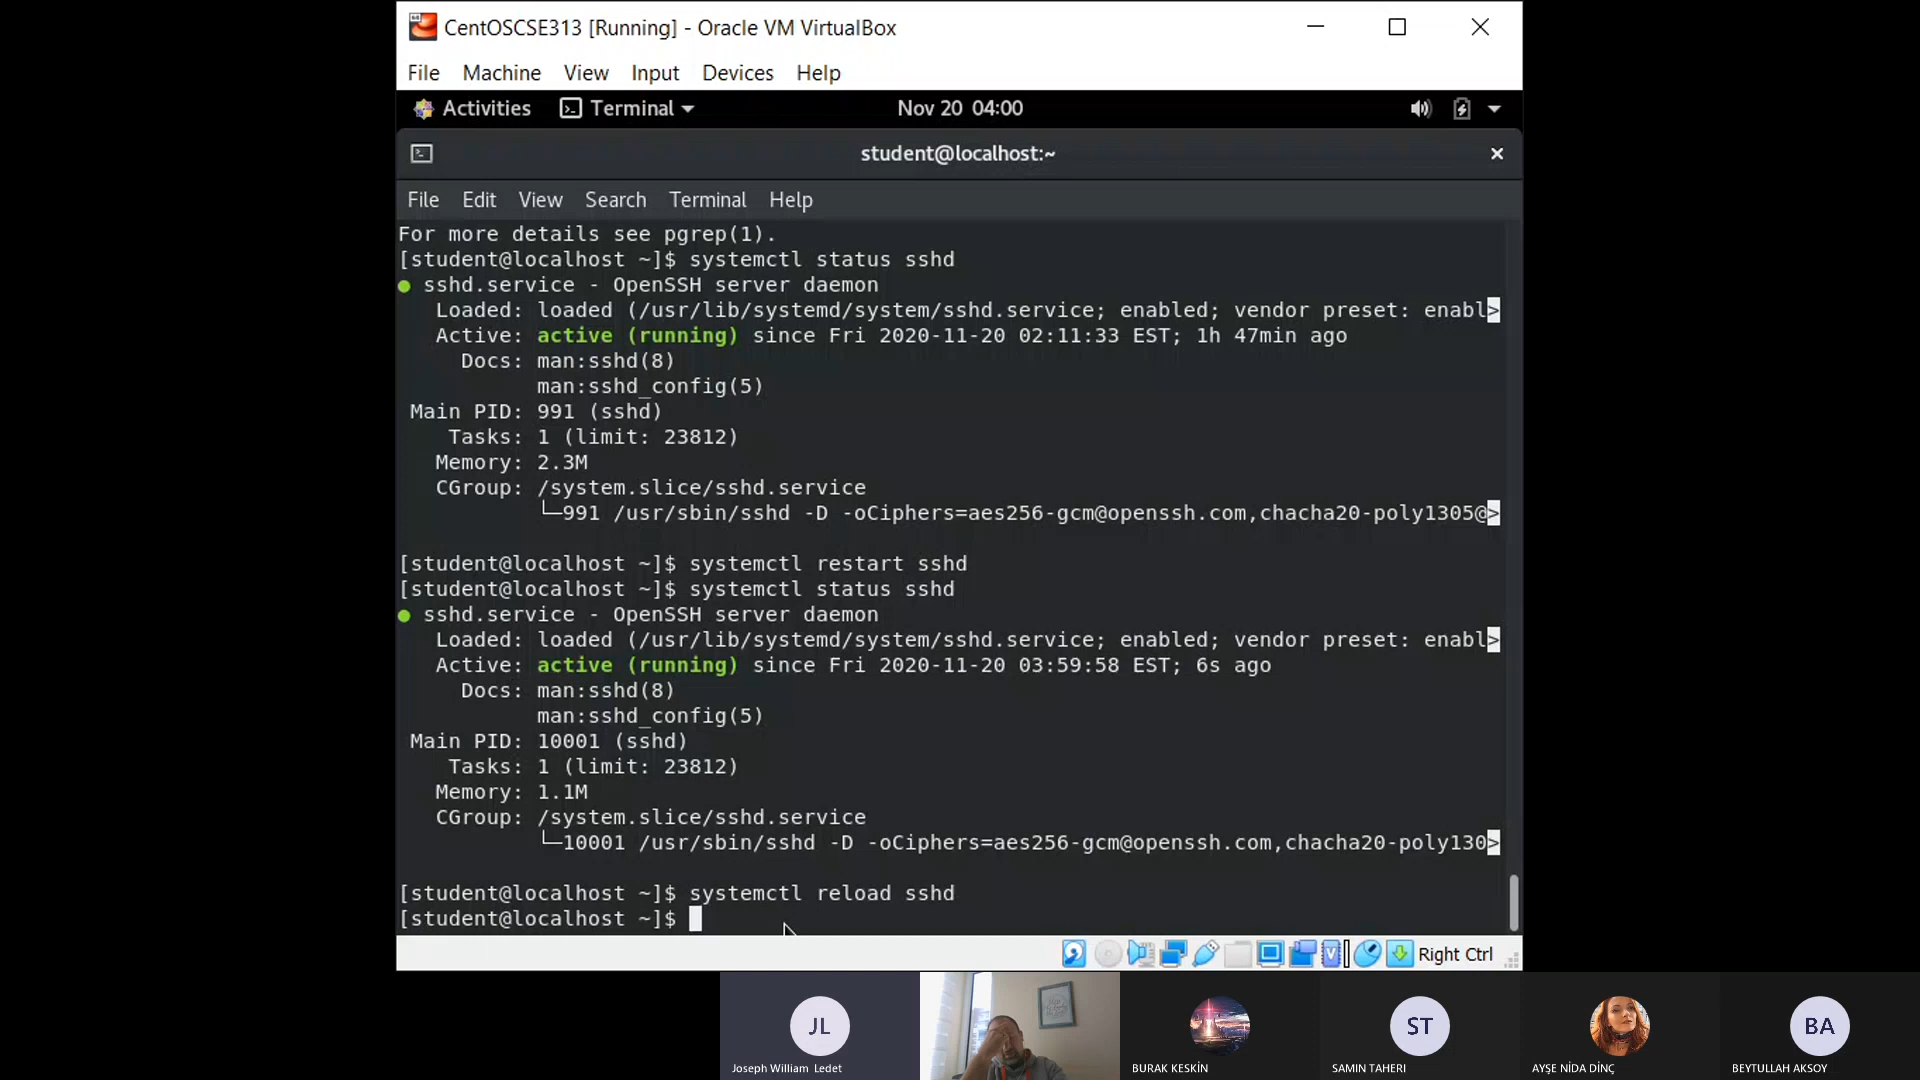 CentOSCSE313 [Running] - Oracle VM VirtualBox
File Machine View Input Devices Help
Activities Terminal Nov 20 04:00
student@localhost:~
File Edit View Search Terminal Help
For more details see pgrep(1).
[student@localhost ~]$ systemctl status sshd
● sshd.service - OpenSSH server daemon
Loaded: loaded (/usr/lib/systemd/system/sshd.service; enabled; vendor preset: enabl>
Active: active (running) since Fri 2020-11-20 02:11:33 EST; 1h 47min ago
Docs: man:sshd(8)
man:sshd_config(5)
Main PID: 991 (sshd)
Tasks: 1 (limit: 23812)
Memory: 2.3M
CGroup: /system.slice/sshd.service
└─991 /usr/sbin/sshd -D -oCiphers=aes256-gcm@openssh.com,chacha20-poly1305@>
[student@localhost ~]$ systemctl restart sshd
[student@localhost ~]$ systemctl status sshd
● sshd.service - OpenSSH server daemon
Loaded: loaded (/usr/lib/systemd/system/sshd.service; enabled; vendor preset: enabl>
Active: active (running) since Fri 2020-11-20 03:59:58 EST; 6s ago
Docs: man:sshd(8)
man:sshd_config(5)
Main PID: 10001 (sshd)
Tasks: 1 (limit: 23812)
Memory: 1.1M
CGroup: /system.slice/sshd.service
└─10001 /usr/sbin/sshd -D -oCiphers=aes256-gcm@openssh.com,chacha20-poly130>
[student@localhost ~]$ systemctl reload sshd
[student@localhost ~]$
Right Ctrl
JL ST BA
Joseph William Ledet BURAK KESKİN SAMIN TAHERI AYŞE NİDA DİNÇ BEYTULLAH AKSOY